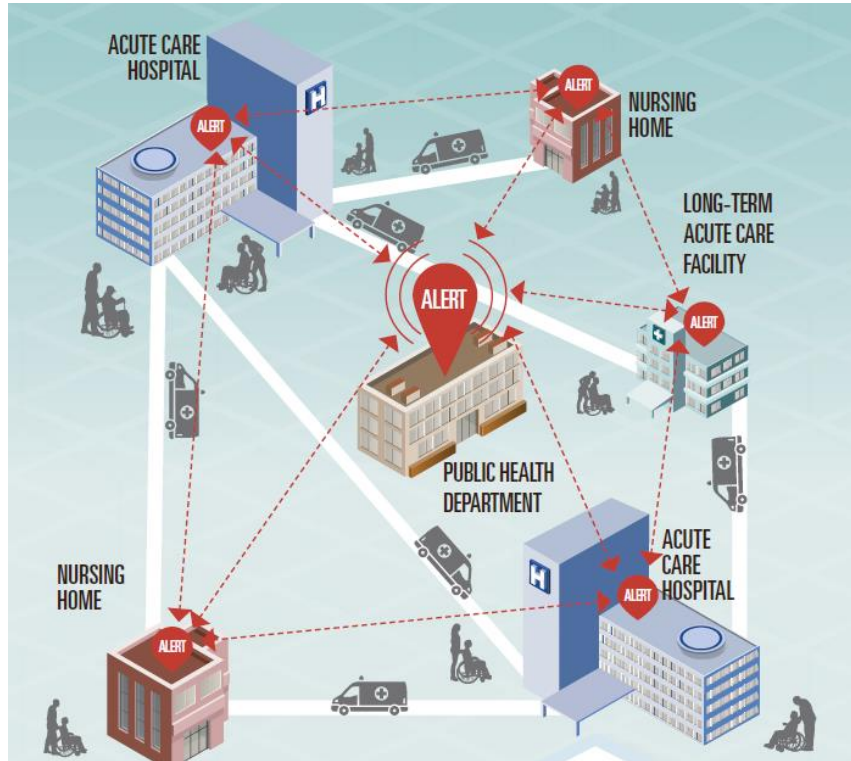 ACUTE CARE
HOSPITAL
H
ALERT
ALERT
NURSING
HOME
LONG-TERM
ACUTE CARE
FACILITY
ALERT
ALERT
PUBLIC HEALTH
DEPARTMENT
NURSING
HOME
ALERT
H
ACUTE
CARE
HOSPITAL
ALERT